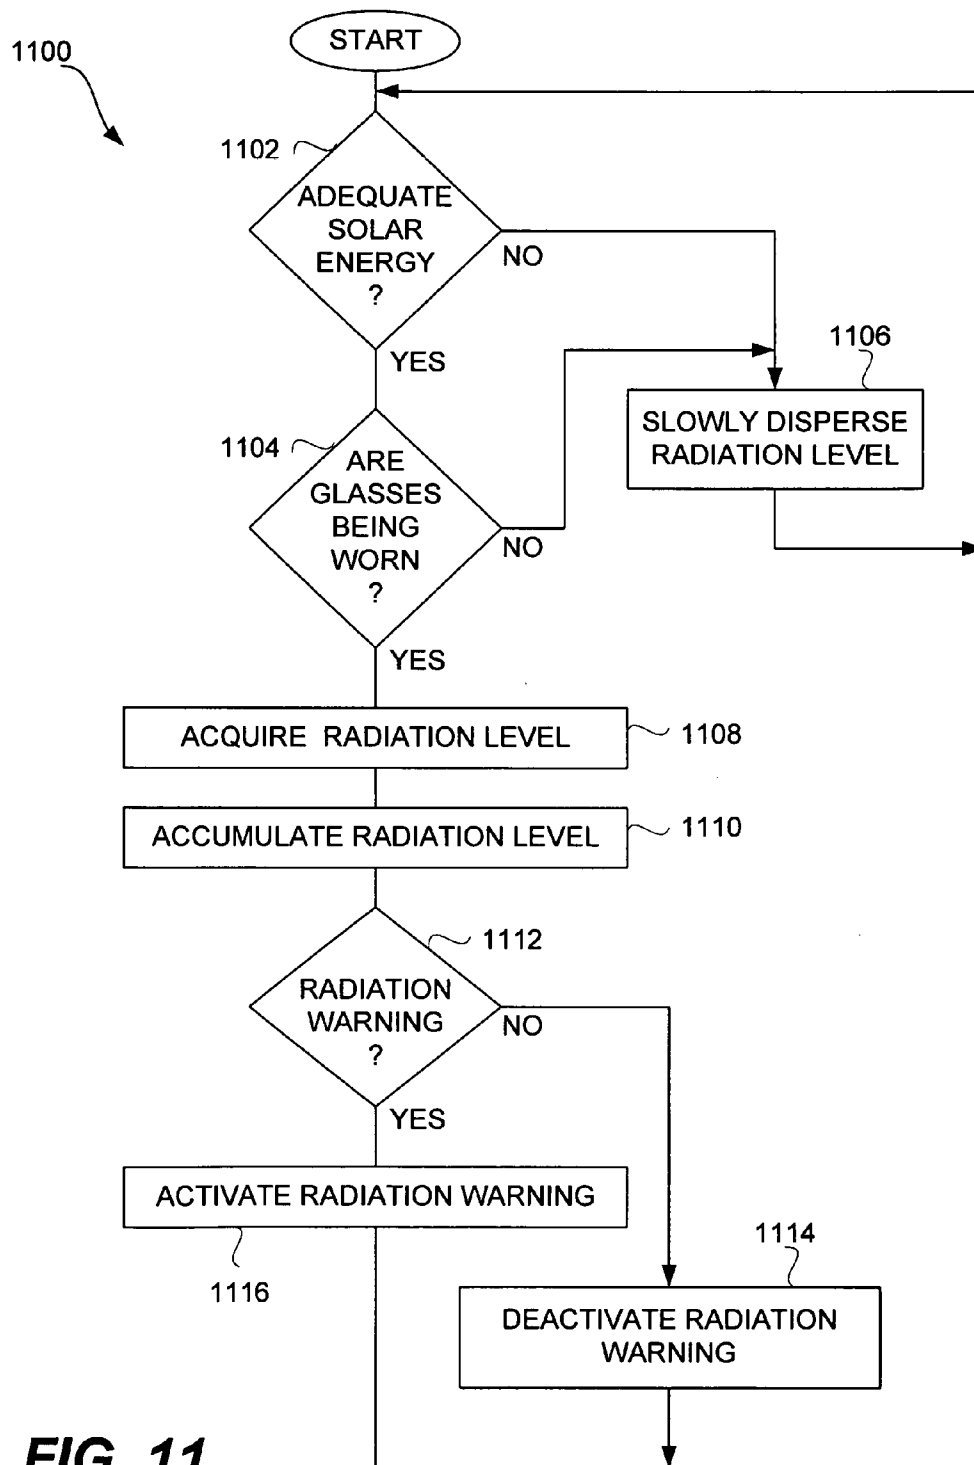 START
1100
1102
ADEQUATE
SOLAR
ENERGY
?
NO
YES
1106
SLOWLY DISPERSE
RADIATION LEVEL
1104
ARE
GLASSES
BEING
WORN
?
NO
YES
ACQUIRE RADIATION LEVEL
1108
ACCUMULATE RADIATION LEVEL
1110
1112
RADIATION
WARNING
?
NO
YES
ACTIVATE RADIATION WARNING
1116
1114
DEACTIVATE RADIATION
WARNING
FIG. 11